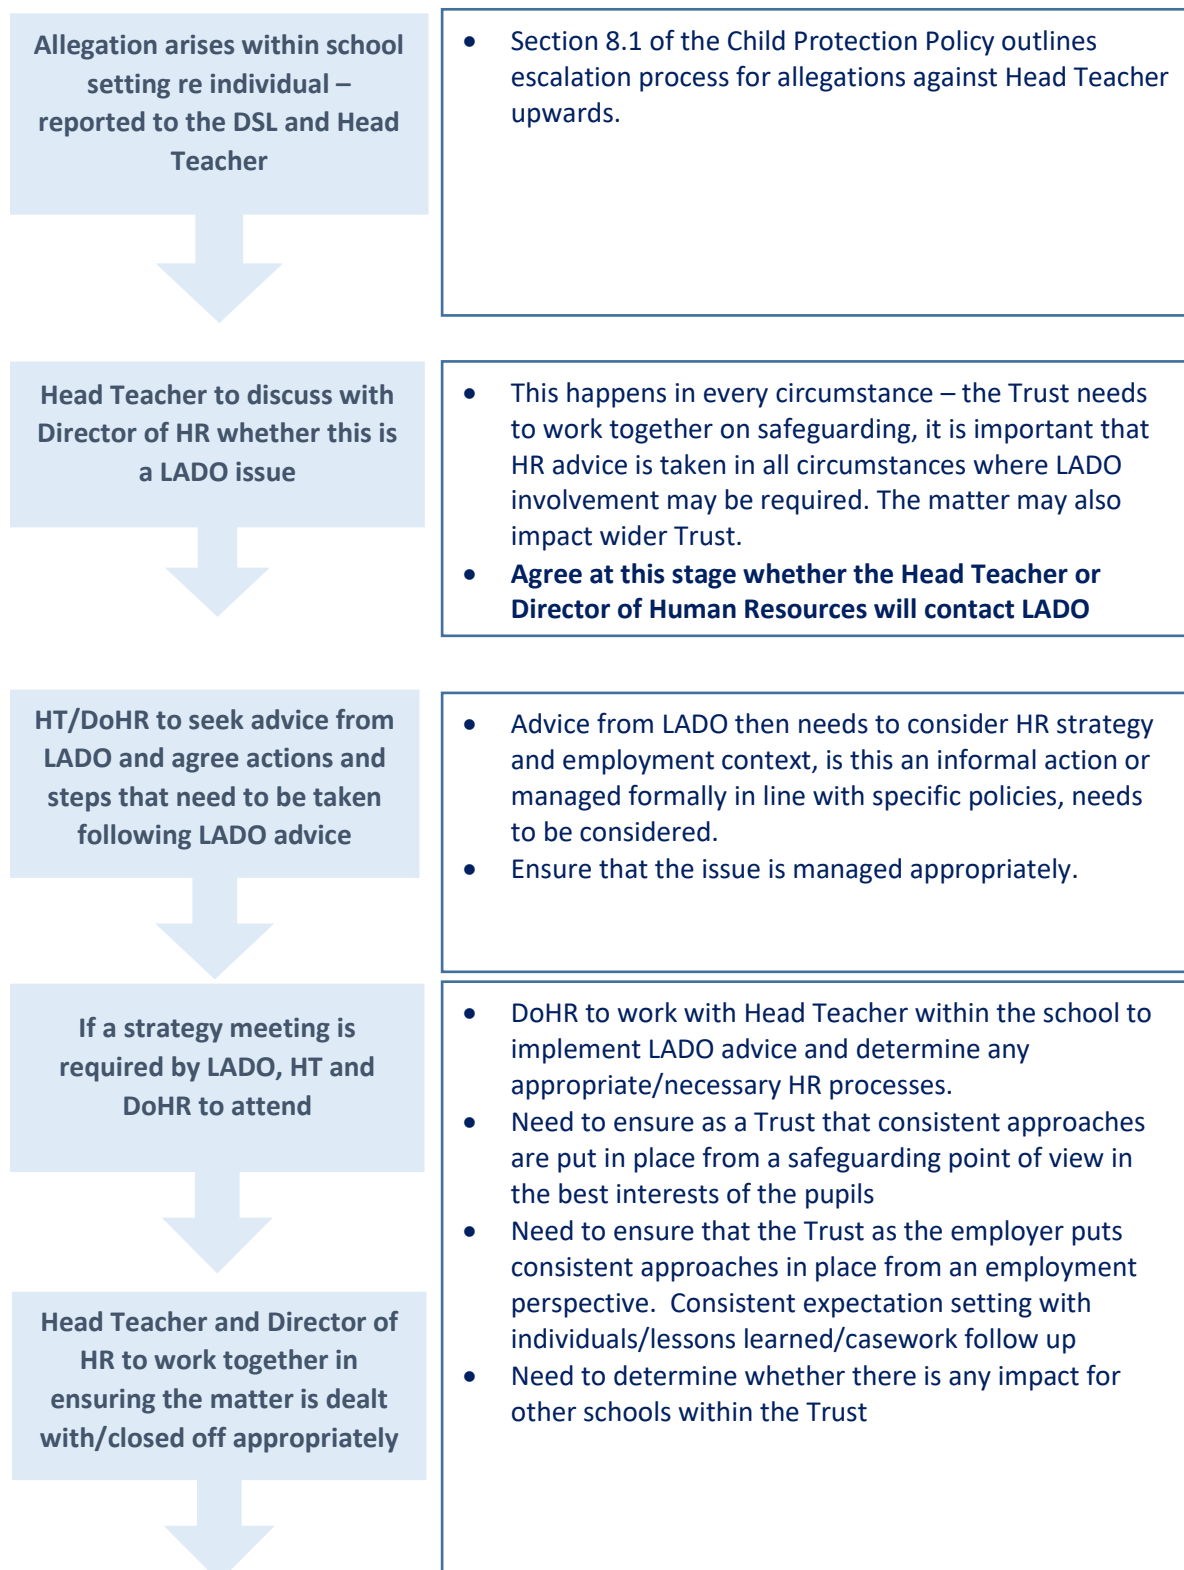 Allegation arises within school
setting re individual –
reported to the DSL and Head
Teacher
• Section 8.1 of the Child Protection Policy outlines
escalation process for allegations against Head Teacher
upwards.
Head Teacher to discuss with
Director of HR whether this is
a LADO issue
• This happens in every circumstance – the Trust needs
to work together on safeguarding, it is important that
HR advice is taken in all circumstances where LADO
involvement may be required. The matter may also
impact wider Trust.
• Agree at this stage whether the Head Teacher or
Director of Human Resources will contact LADO
HT/DoHR to seek advice from
LADO and agree actions and
steps that need to be taken
following LADO advice
• Advice from LADO then needs to consider HR strategy
and employment context, is this an informal action or
managed formally in line with specific policies, needs
to be considered.
• Ensure that the issue is managed appropriately.
If a strategy meeting is
required by LADO, HT and
DoHR to attend
• DoHR to work with Head Teacher within the school to
implement LADO advice and determine any
appropriate/necessary HR processes.
• Need to ensure as a Trust that consistent approaches
are put in place from a safeguarding point of view in
the best interests of the pupils
• Need to ensure that the Trust as the employer puts
consistent approaches in place from an employment
perspective.  Consistent expectation setting with
individuals/lessons learned/casework follow up
• Need to determine whether there is any impact for
other schools within the Trust
Head Teacher and Director of
HR to work together in
ensuring the matter is dealt
with/closed off appropriately